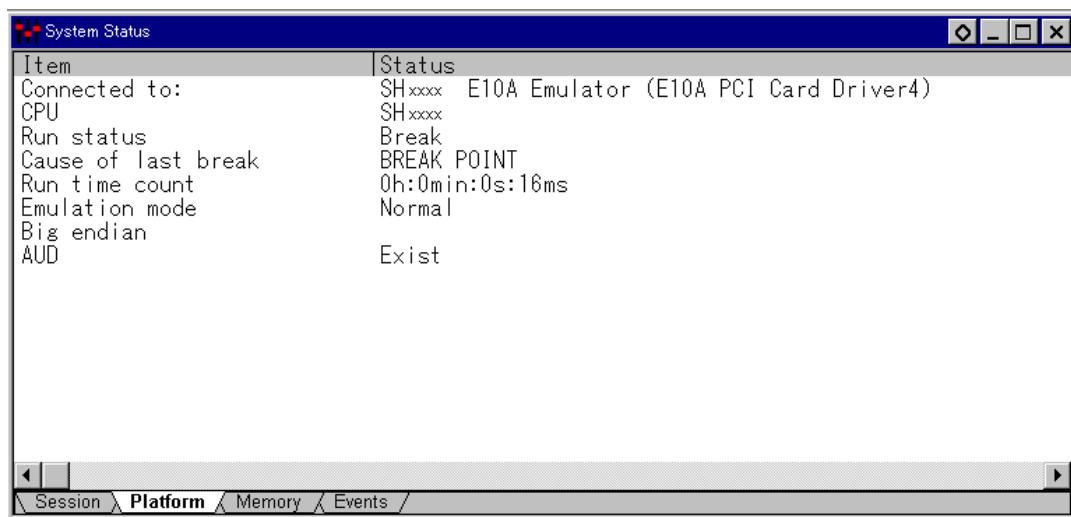 System Status
Item Status
Connected to: SHxxxx E10A Emulator (E10A PCI Card Driver4)
CPU SHxxxx
Run status Break
Cause of last break BREAK POINT
Run time count 0h:0min:0s:16ms
Emulation mode Normal
Big endian
AUD Exist
Session Platform Memory Events